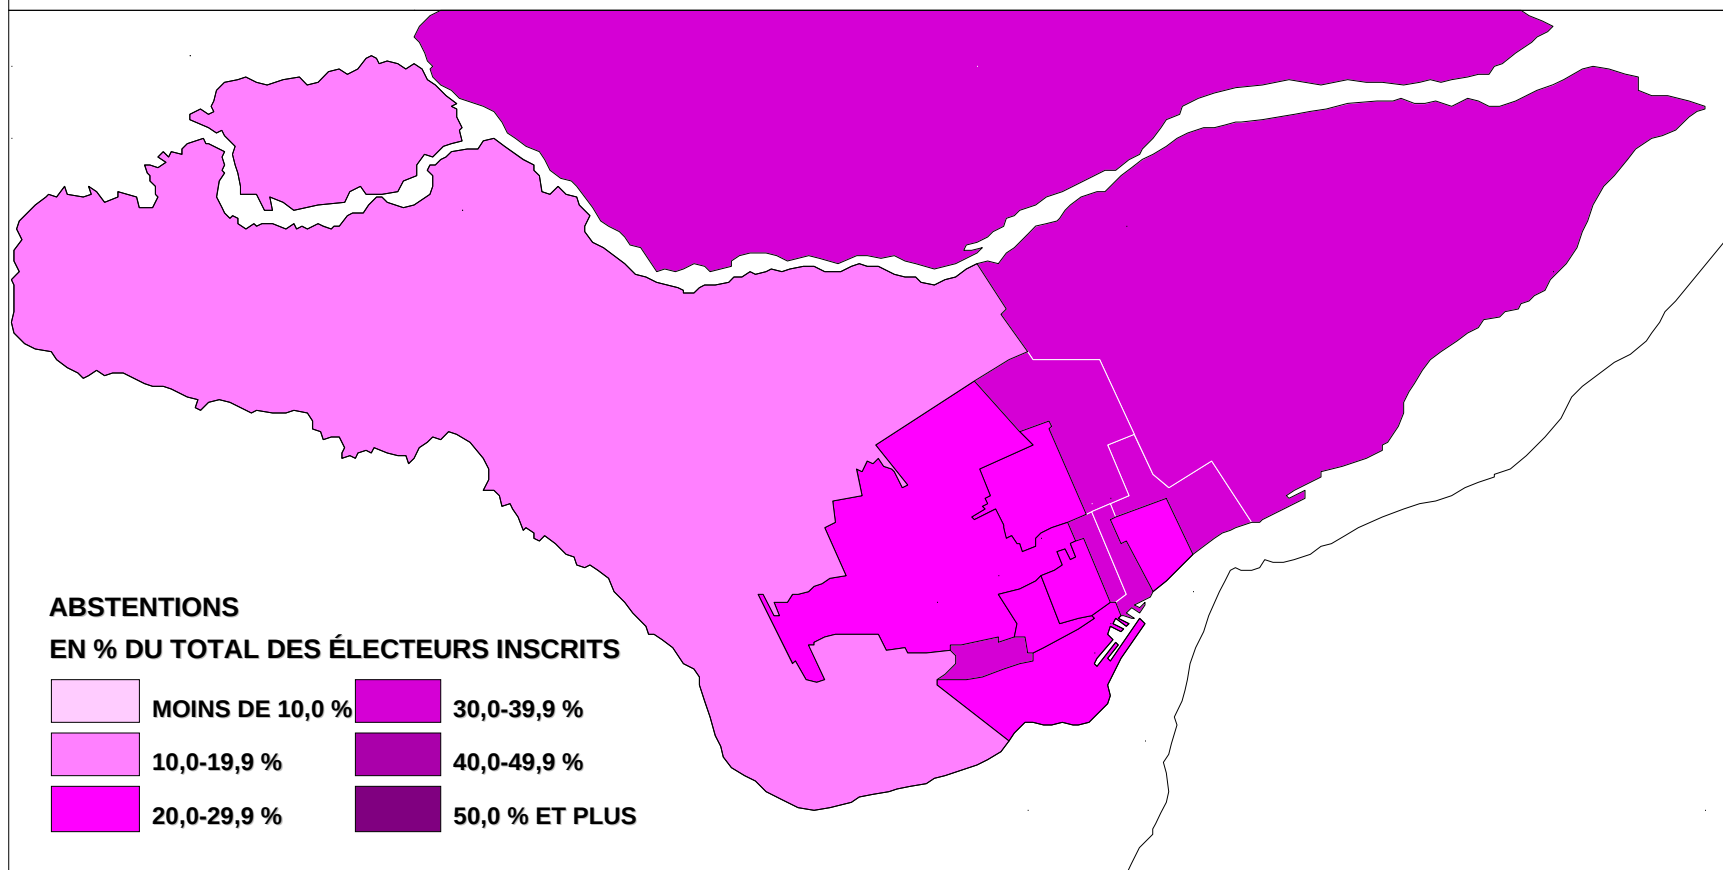 ABSTENTIONS
EN % DU TOTAL DES ÉLECTEURS INSCRITS
MOINS DE 10,0 %
10,0-19,9 %
20,0-29,9 %
30,0-39,9 %
40,0-49,9 %
50,0 % ET PLUS